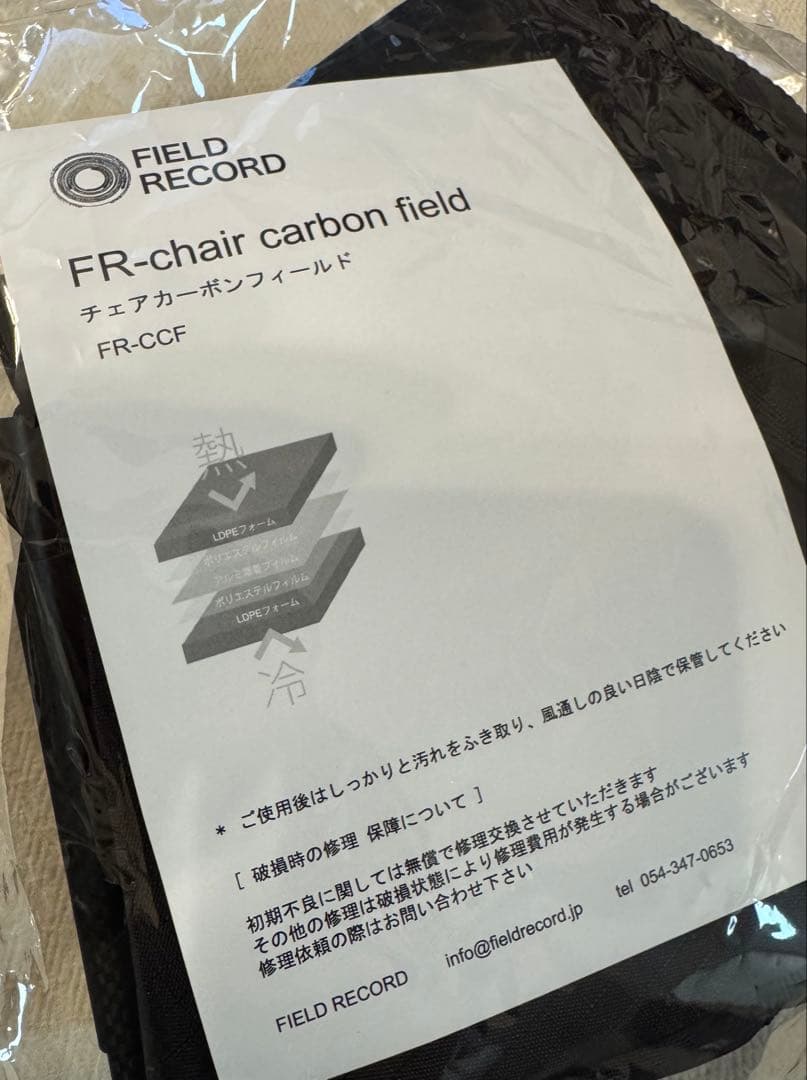 FIELD
RECORD
FR-chair carbon field
チェアカーボンフィールド
FR-CCF
熱
LDPEフォーム
ポリエステルフィルム
アルミ蒸着フィルム
ポリエステルフィルム
LDPEフォーム
冷
* ご使用後はしっかりと汚れをふき取り、風通しの良い日陰で保管してください
[ 破損時の修理 保障について ]
初期不良に関しては無償で修理交換させていただきます
その他の修理は破損状態により修理費用が発生する場合がございます
修理依頼の際はお問い合わせ下さい
FIELD RECORD info@fieldrecord.jp tel 054-347-0653